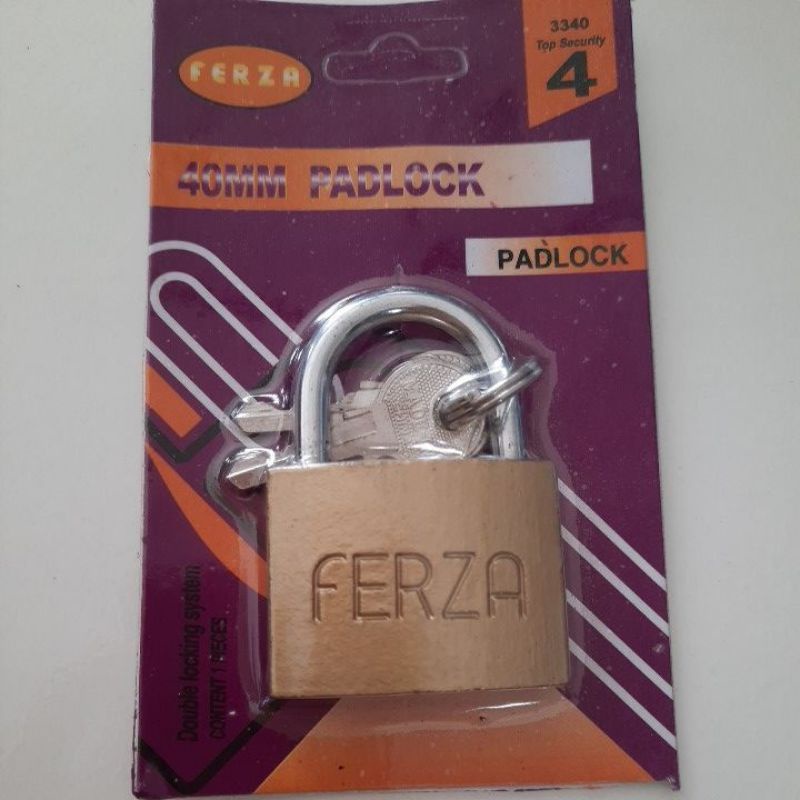 FERZA
3340
Top Security
4
40MM PADLOCK
PADLOCK
FERZA
Double locking system
CONTENT 1 PIECES